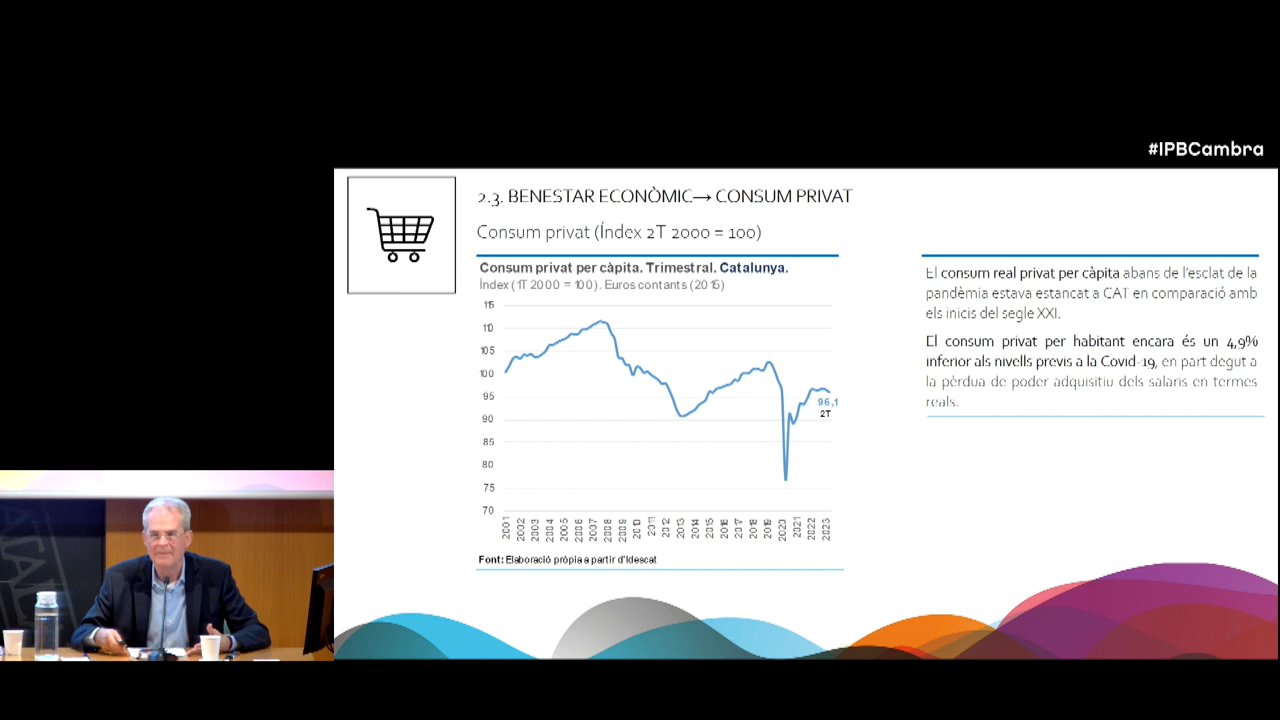 #IPBCambra
2.3. BENESTAR ECONÒMIC→ CONSUM PRIVAT
Consum privat (Índex 2T 2000 = 100)
Consum privat per càpita. Trimestral. Catalunya.
Índex (1T 2000 = 100). Euros contants (2015)
115
110
105
100
95
90
85
80
75
70
96,1
2T
2001 2002 2003 2004 2005 2006 2007 2008 2009 2010 2011 2012 2013 2014 2015 2016 2017 2018 2019 2020 2021 2022 2023
Font: Elaboració pròpia a partir d'Idescat
El consum real privat per càpita abans de l'esclat de la
pandèmia estava estancat a CAT en comparació amb
els inicis del segle XXI.
El consum privat per habitant encara és un 4,9%
inferior als nivells previs a la Covid-19, en part degut a
la pèrdua de poder adquisitiu dels salaris en termes
reals.